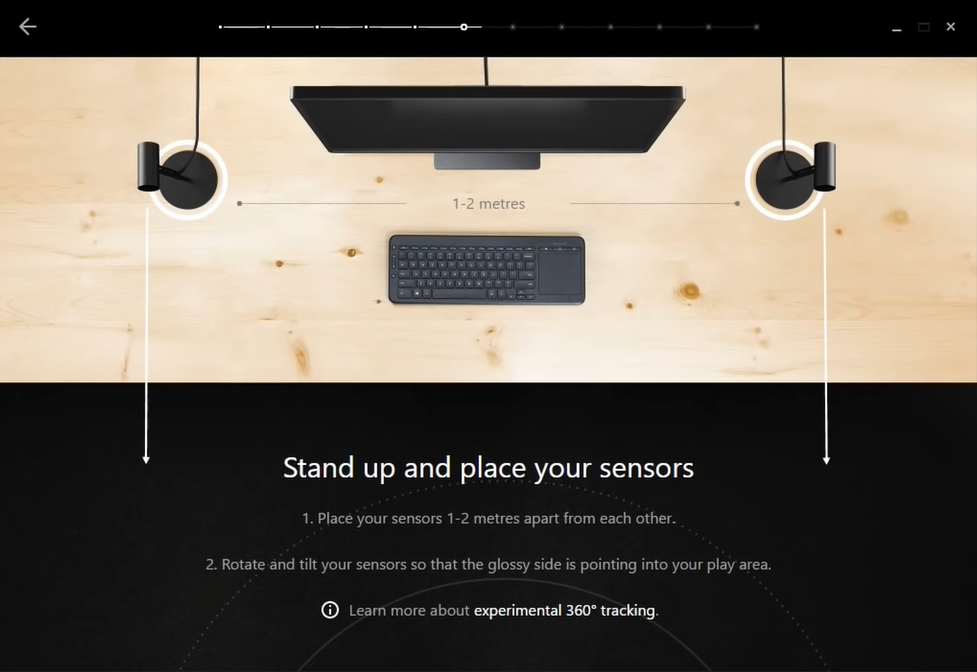 1-2 metres
Stand up and place your sensors
1. Place your sensors 1-2 metres apart from each other.
2. Rotate and tilt your sensors so that the glossy side is pointing into your play area.
Learn more about experimental 360° tracking.